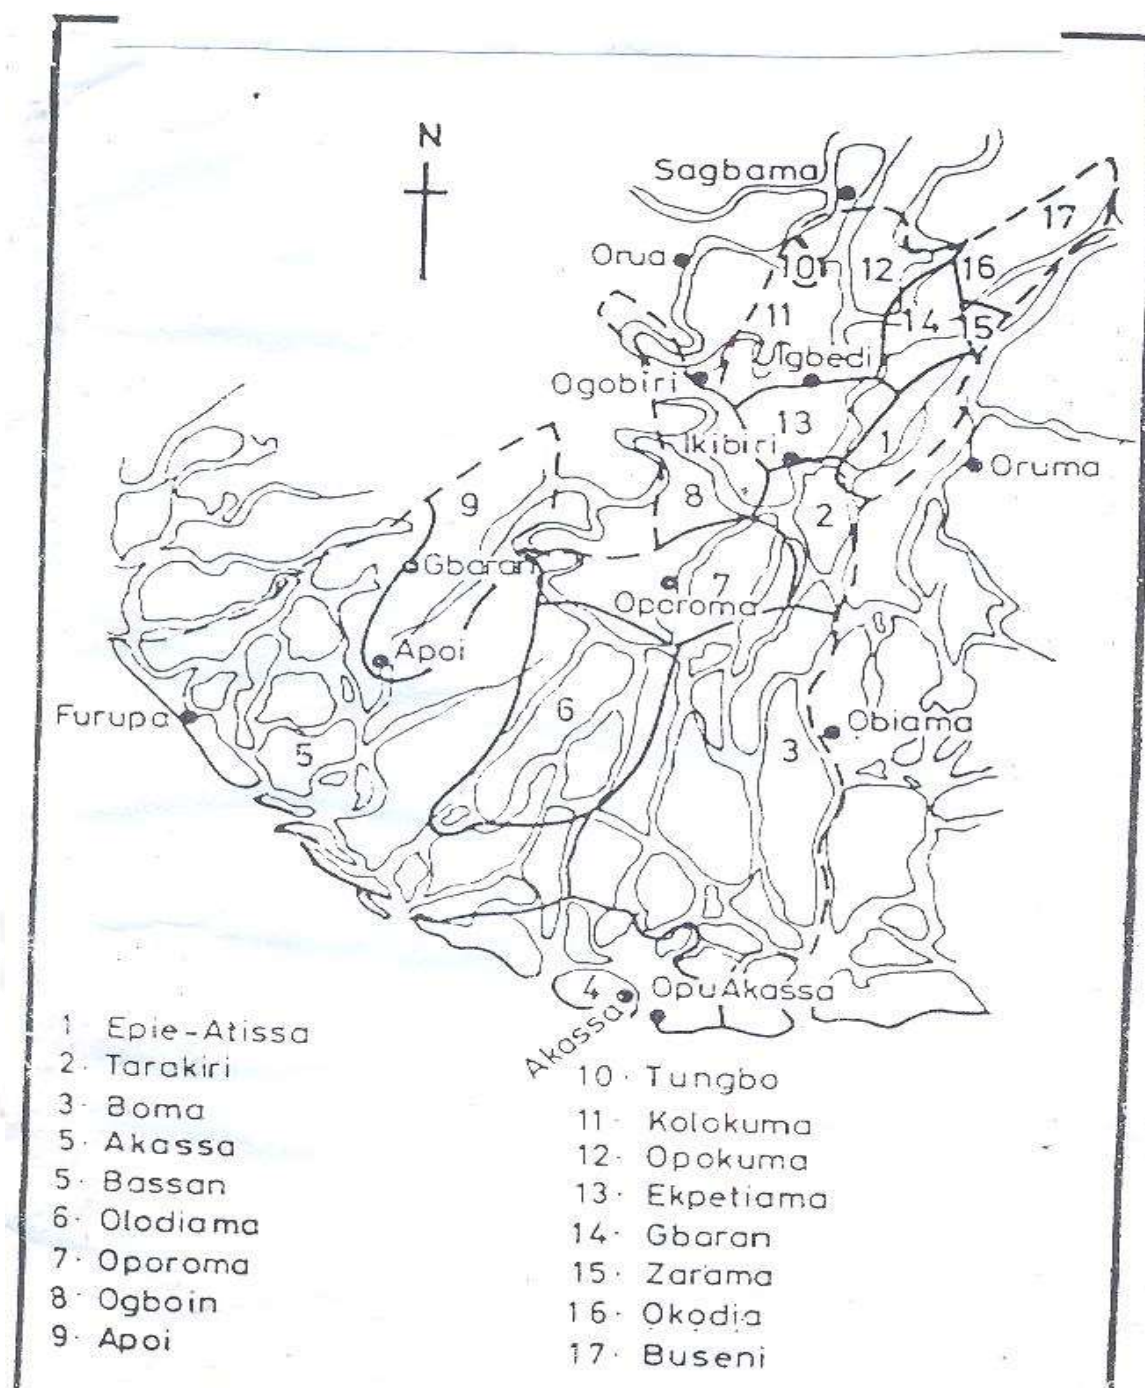 N
Sagbama
17
Orua
10
12
16
11
14
15
Igbedi
Ogobiri
13
Ikibiri
1
Oruma
9
8
2
Gbaran
7
Oporoma
Apoi
Furupa
6
Obiama
5
3
4
OpuAkassa
Akassa
1 Epie-Atissa
2. Tarakiri
3. Boma
5. Akassa
5. Bassan
6. Olodiama
7. Oporoma
8. Ogboin
9. Apoi
10. Tungbo
11. Kolokuma
12. Opokuma
13. Ekpetiama
14. Gbaran
15. Zarama
16. Okodia
17. Buseni